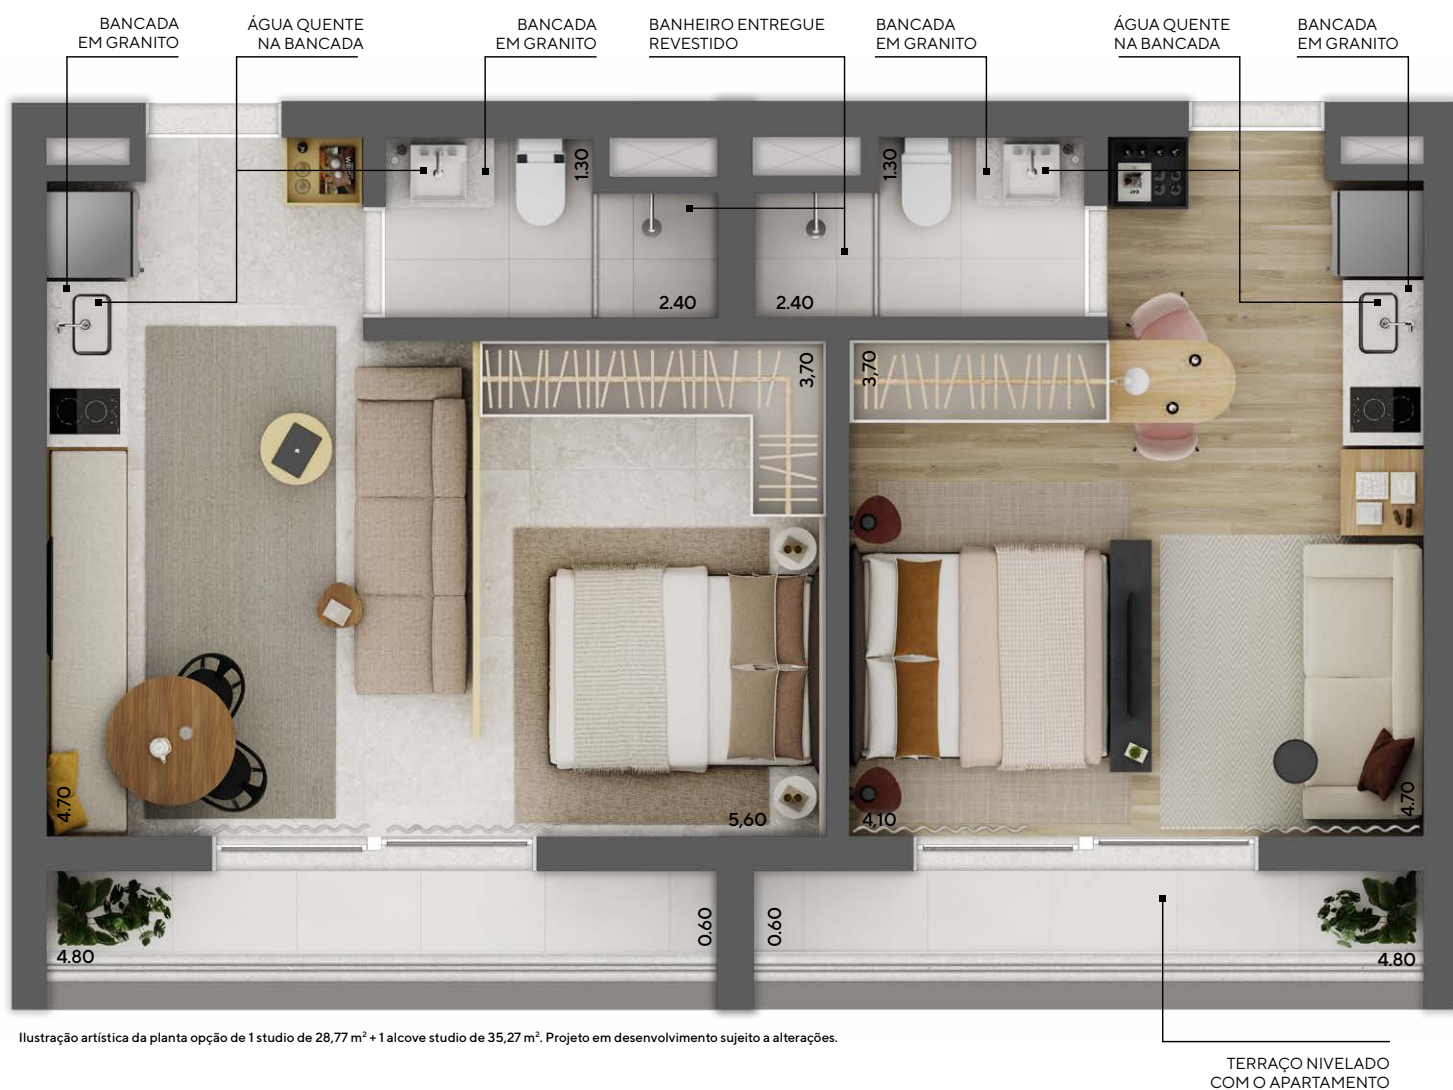 BANCADA
EM GRANITO
ÁGUA QUENTE
NA BANCADA
BANCADA
EM GRANITO
BANHEIRO ENTREGUE
REVESTIDO
BANCADA
EM GRANITO
ÁGUA QUENTE
NA BANCADA
BANCADA
EM GRANITO
1.30
1.30
2.40
2.40
3,70
3,70
4.70
5,60
4,10
4.70
0.60
0.60
4.80
4.80
Ilustração artística da planta opção de 1 studio de 28,77 m² + 1 alcove studio de 35,27 m². Projeto em desenvolvimento sujeito a alterações.
TERRAÇO NIVELADO
COM O APARTAMENTO